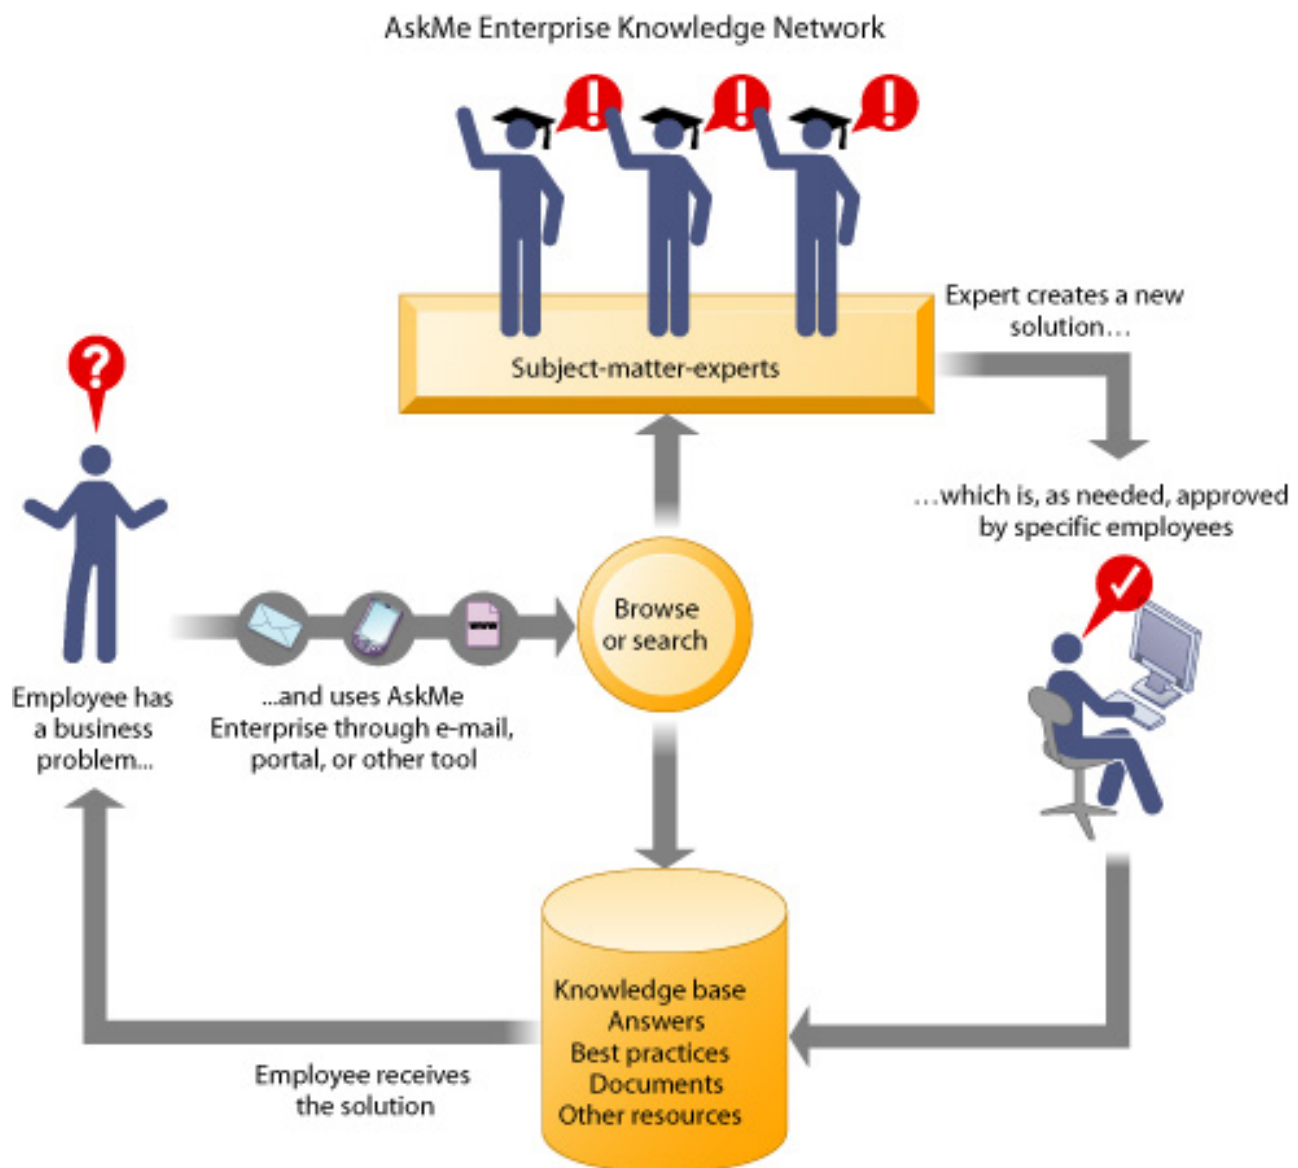 AskMe Enterprise Knowledge Network
Subject-matter-experts
Expert creates a new
solution...
...which is, as needed, approved
by specific employees
Browse
or search
Employee has
a business
problem...
...and uses AskMe
Enterprise through e-mail,
portal, or other tool
www
Knowledge base
Answers
Best practices
Documents
Other resources
Employee receives
the solution